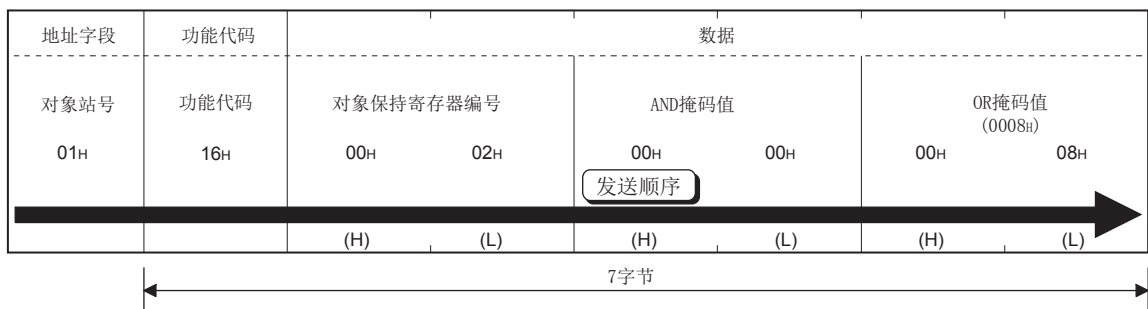 地址字段 功能代码 数据
对象站号 功能代码 对象保持寄存器编号 AND掩码值 OR掩码值
(0008H)
01H 16H 00H 02H 00H 00H 00H 08H
发送顺序
(H) (L) (H) (L) (H) (L)
7字节